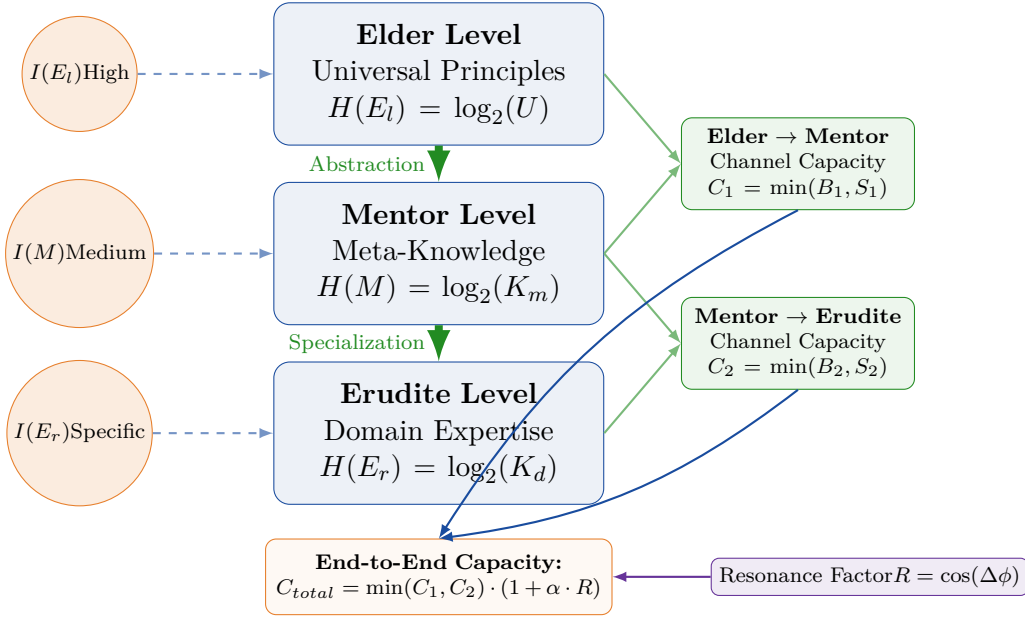 Elder Level
Universal Principles
H(E_l) = log_2(U)
I(E_l)High
Abstraction
Elder → Mentor
Channel Capacity
C_1 = min(B_1, S_1)
Mentor Level
Meta-Knowledge
H(M) = log_2(K_m)
I(M)Medium
Specialization
Mentor → Erudite
Channel Capacity
C_2 = min(B_2, S_2)
Erudite Level
Domain Expertise
H(E_r) = log_2(K_d)
I(E_r)Specific
End-to-End Capacity:
C_{total} = min(C_1, C_2) · (1 + α · R)
Resonance FactorR = cos(Δϕ)